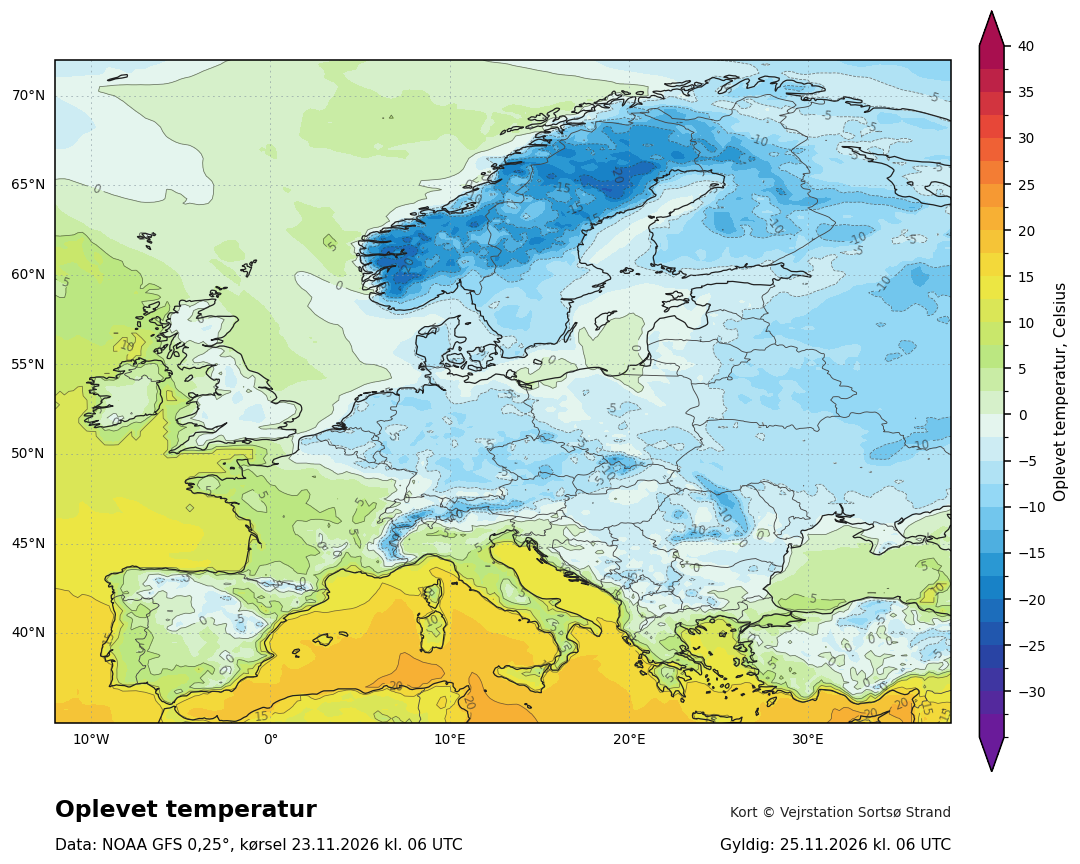 70°N
65°N
60°N
55°N
50°N
45°N
40°N
10°W
0°
10°E
20°E
30°E
40
35
30
25
20
15
10
5
0
−5
−10
−15
−20
−25
−30
Oplevet temperatur, Celsius
Oplevet temperatur
Kort © Vejrstation Sortsø Strand
Data: NOAA GFS 0,25°, kørsel 23.11.2026 kl. 06 UTC
Gyldig: 25.11.2026 kl. 06 UTC